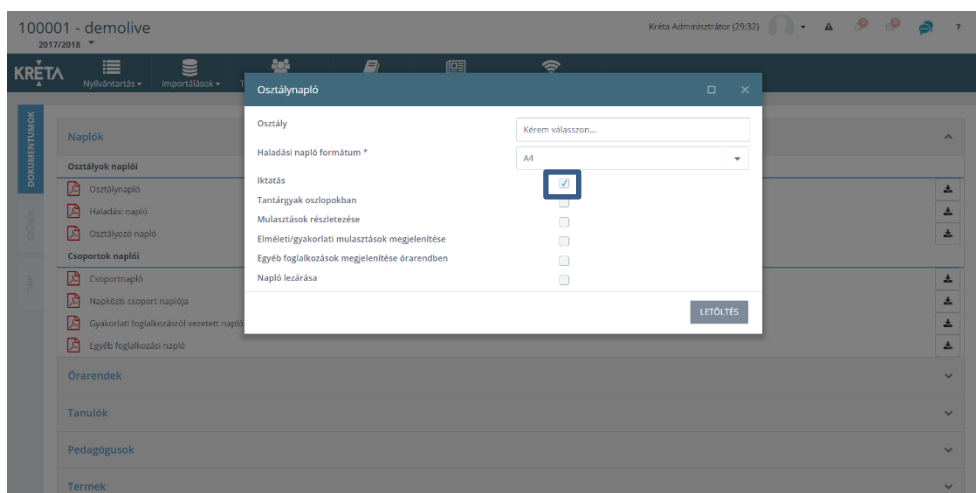 100001 - demolive
Kréta Adminisztrátor (29:32)
?
2017/2018
KRÉTA
Nyilvántartás
Importálások
T
Osztálynapló
DOKUMENTUMOK
SZŰRÉS
TIPP
Naplók
Osztályok naplói
Osztálynapló
Haladási napló
Osztályozó napló
Csoportok naplói
Csoportnapló
Napközis csoport naplója
Gyakorlati foglalkozásról vezetett napló
Egyéb foglalkozási napló
Órarendek
Tanulók
Pedagógusok
Termek
Osztály
Kérem válasszon...
Haladási napló formátum *
A4
Iktatás
Tantárgyak oszlopokban
Mulasztások részletezése
Elméleti/gyakorlati mulasztások megjelenítése
Egyéb foglalkozások megjelenítése órarendben
Napló lezárása
LETÖLTÉS